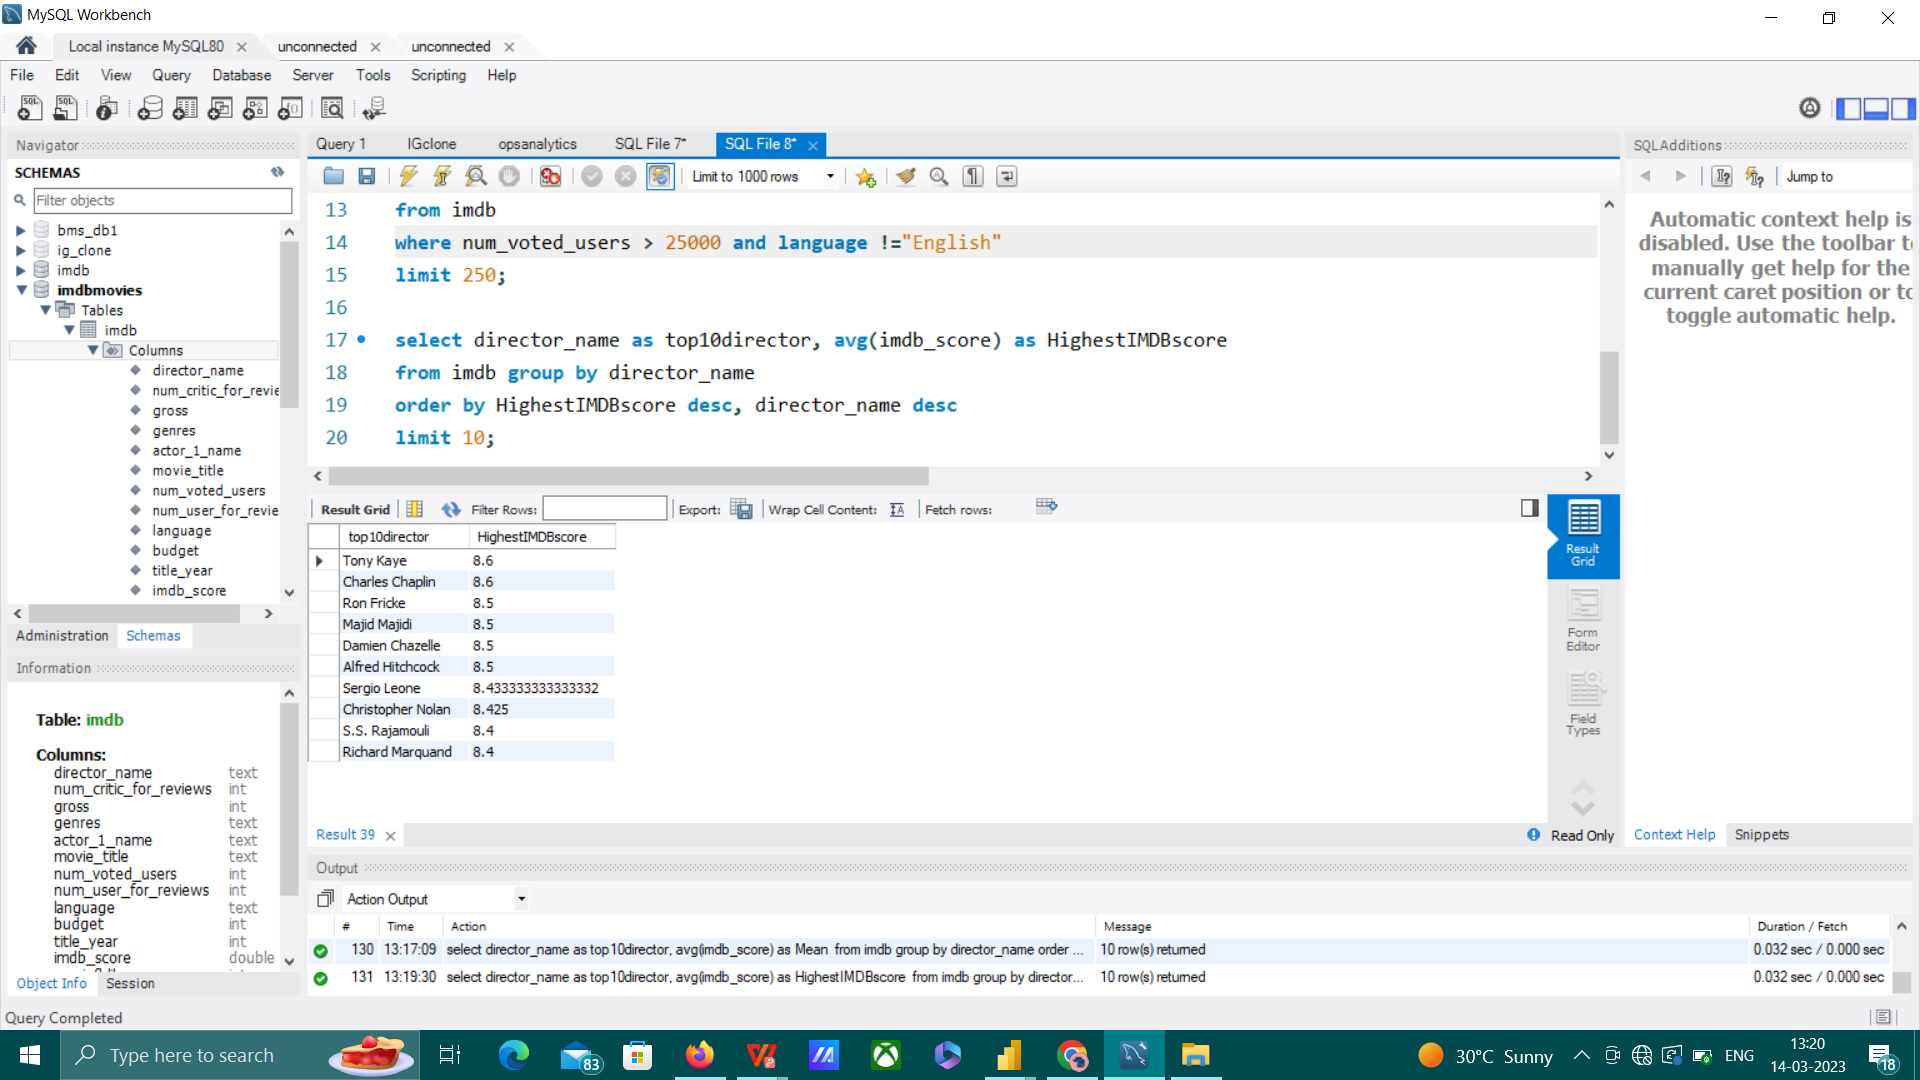 MySQL Workbench
Local instance MySQL80
unconnected
unconnected
File Edit View Query Database Server Tools Scripting Help
Navigator
SCHEMAS
Filter objects
bms_db1
ig_clone
imdb
imdbmovies
Tables
imdb
Columns
director_name
num_critic_for_revie
gross
genres
actor_1_name
movie_title
num_voted_users
num_user_for_revie
language
budget
title_year
imdb_score
Administration Schemas
Information
Table: imdb
Columns:
director_name text
num_critic_for_reviews int
gross int
genres text
actor_1_name text
movie_title text
num_voted_users int
num_user_for_reviews int
language text
budget int
title_year int
imdb_score double
Object Info Session
Query Completed
Query 1 IGclone opsanalytics SQL File 7* SQL File 8*
Limit to 1000 rows
13 from imdb
14 where num_voted_users > 25000 and language !="English"
15 limit 250;
16
17 select director_name as top10director, avg(imdb_score) as HighestIMDBscore
18 from imdb group by director_name
19 order by HighestIMDBscore desc, director_name desc
20 limit 10;
Result Grid Filter Rows: Export: Wrap Cell Content: Fetch rows:
top10director HighestIMDBscore
Tony Kaye 8.6
Charles Chaplin 8.6
Ron Fricke 8.5
Majid Majidi 8.5
Damien Chazelle 8.5
Alfred Hitchcock 8.5
Sergio Leone 8.433333333333332
Christopher Nolan 8.425
S.S. Rajamouli 8.4
Richard Marquand 8.4
Result Grid
Form Editor
Field Types
Result 39
Read Only
Output
Action Output
# Time Action Message Duration / Fetch
130 13:17:09 select director_name as top10director, avg(imdb_score) as Mean from imdb group by director_name order ... 10 row(s) returned 0.032 sec / 0.000 sec
131 13:19:30 select director_name as top10director, avg(imdb_score) as HighestIMDBscore from imdb group by director... 10 row(s) returned 0.032 sec / 0.000 sec
SQLAdditions
Jump to
Automatic context help is
disabled. Use the toolbar t
manually get help for the
current caret position or to
toggle automatic help.
Context Help Snippets
Type here to search
83
30°C Sunny
ENG
13:20
14-03-2023
18